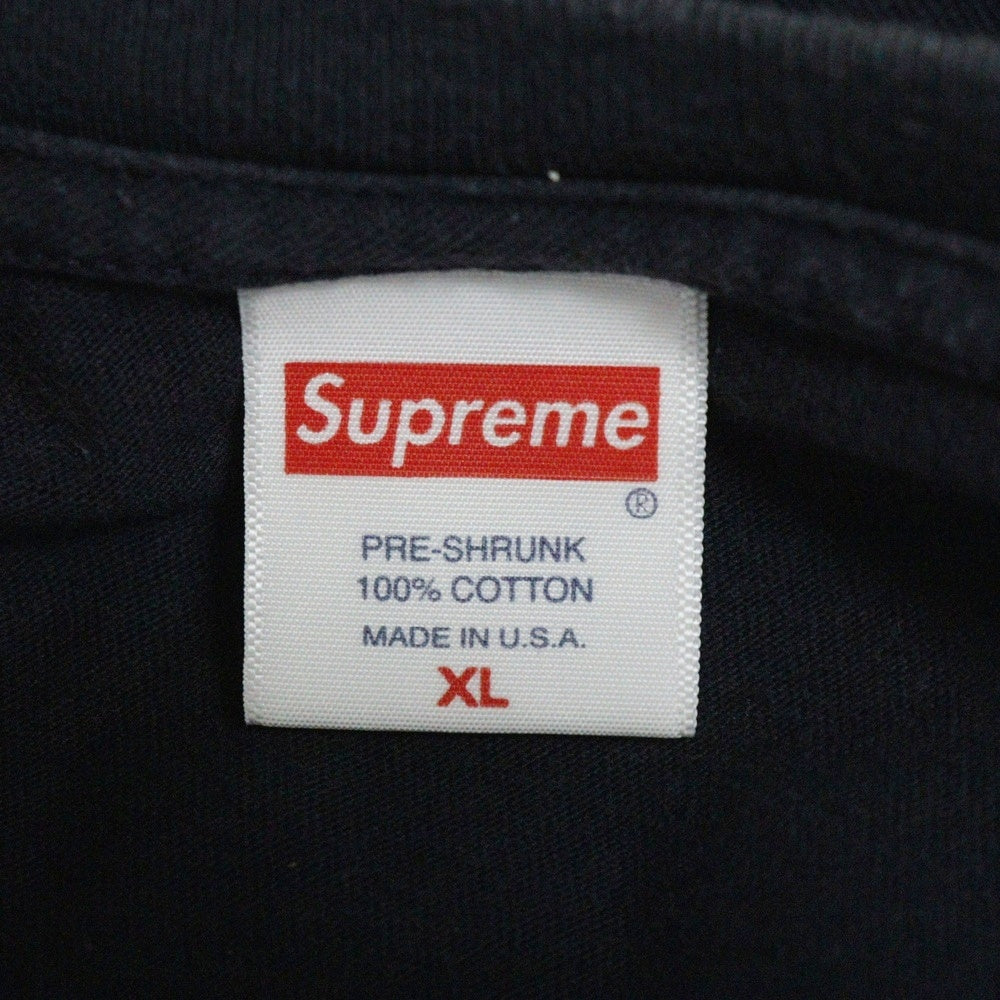 Supreme
®
PRE-SHRUNK
100% COTTON
MADE IN U.S.A.
XL